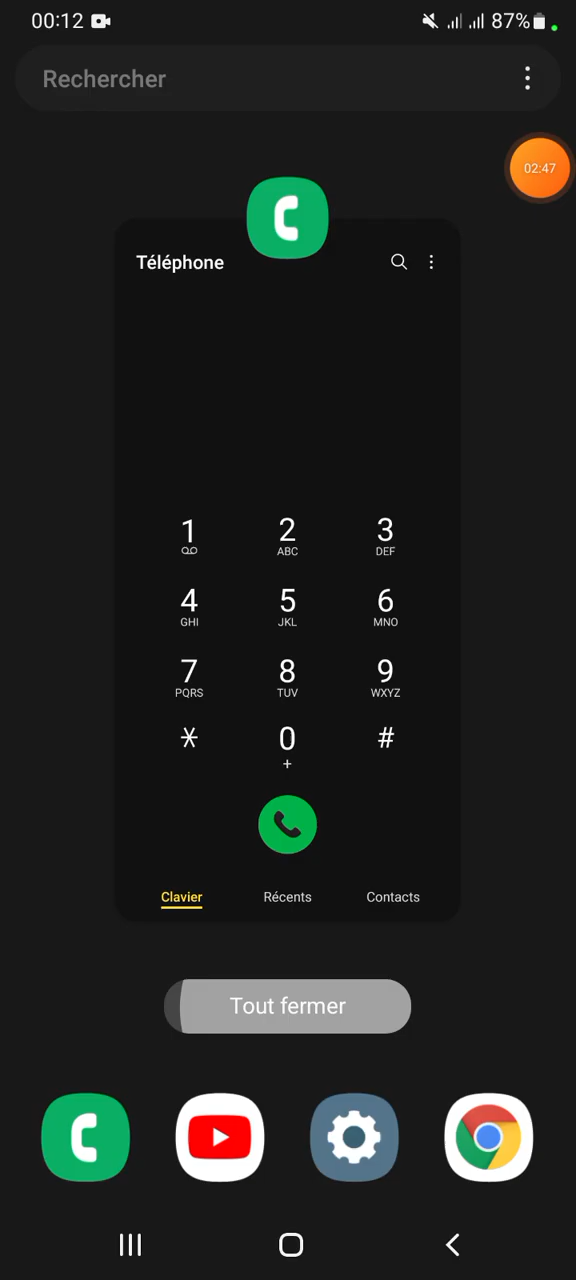 00:12 87%
Rechercher
02:47
Téléphone
1 2 3
ABC DEF
4 5 6
GHI JKL MNO
7 8 9
PQRS TUV WXYZ
* 0 #
+
Clavier Récents Contacts
Tout fermer